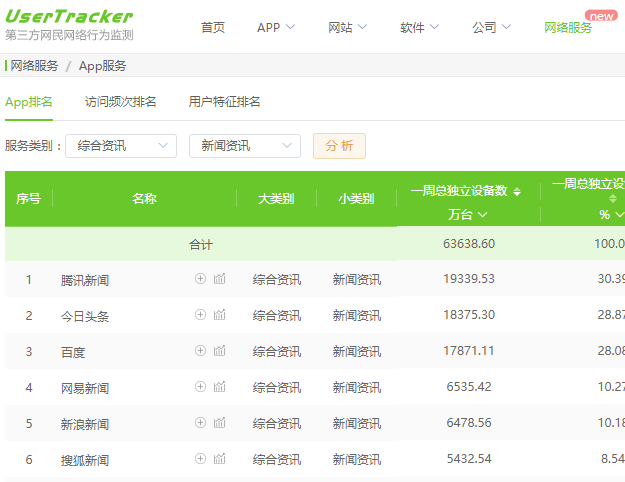 UserTracker
第三方网民网络行为监测
首页 APP 网站 软件 公司 网络服务 new
网络服务 / App服务
App排名 访问频次排名 用户特征排名
服务类别： 综合资讯 新闻资讯 分 析
序号 名称 大类别 小类别 一周总独立设备数 万台 一周总独立设 %
合计 63638.60 100.0
1 腾讯新闻 综合资讯 新闻资讯 19339.53 30.39
2 今日头条 综合资讯 新闻资讯 18375.30 28.87
3 百度 综合资讯 新闻资讯 17871.11 28.08
4 网易新闻 综合资讯 新闻资讯 6535.42 10.27
5 新浪新闻 综合资讯 新闻资讯 6478.56 10.18
6 搜狐新闻 综合资讯 新闻资讯 5432.54 8.54